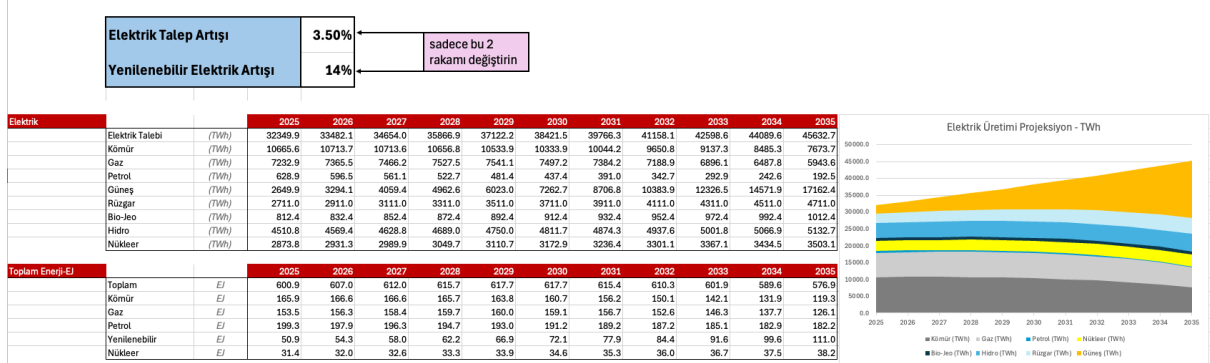 Elektrik Talep Artışı 3.50%
sadece bu 2
rakamı değiştirin
Yenilenebilir Elektrik Artışı 14%
Elektrik 2025 2026 2027 2028 2029 2030 2031 2032 2033 2034 2035
Elektrik Talebi (TWh) 32349.9 33482.1 34654.0 35866.9 37122.2 38421.5 39766.3 41158.1 42598.6 44089.6 45632.7
Kömür (TWh) 10665.6 10713.7 10713.6 10656.8 10533.9 10333.9 10044.2 9650.8 9137.3 8485.3 7673.7
Gaz (TWh) 7232.9 7365.5 7466.2 7527.5 7541.1 7497.2 7384.2 7188.9 6896.1 6487.8 5943.6
Petrol (TWh) 628.9 596.5 561.1 522.7 481.4 437.4 391.0 342.7 292.9 242.6 192.5
Güneş (TWh) 2649.9 3294.1 4059.4 4962.6 6023.0 7262.7 8706.8 10383.9 12326.5 14571.9 17162.4
Rüzgar (TWh) 2711.0 2911.0 3111.0 3311.0 3511.0 3711.0 3911.0 4111.0 4311.0 4511.0 4711.0
Bio-Jeo (TWh) 812.4 832.4 852.4 872.4 892.4 912.4 932.4 952.4 972.4 992.4 1012.4
Hidro (TWh) 4510.8 4569.4 4628.8 4689.0 4750.0 4811.7 4874.3 4937.6 5001.8 5066.9 5132.7
Nükleer (TWh) 2873.8 2931.3 2989.9 3049.7 3110.7 3172.9 3236.4 3301.1 3367.1 3434.5 3503.1
Toplam Enerji-EJ 2025 2026 2027 2028 2029 2030 2031 2032 2033 2034 2035
Toplam EJ 600.9 607.0 612.0 615.7 617.7 617.7 615.4 610.3 601.9 589.6 576.9
Kömür EJ 165.9 166.6 166.6 165.7 163.8 160.7 156.2 150.1 142.1 131.9 119.3
Gaz EJ 153.5 156.3 158.4 159.7 160.0 159.1 156.7 152.6 146.3 137.7 126.1
Petrol EJ 199.3 197.9 196.3 194.7 193.0 191.2 189.2 187.2 185.1 182.9 182.2
Yenilenebilir EJ 50.9 54.3 58.0 62.2 66.9 72.1 77.9 84.4 91.6 99.6 111.0
Nükleer EJ 31.4 32.0 32.6 33.3 33.9 34.6 35.3 36.0 36.7 37.5 38.2
Elektrik Üretimi Projeksiyon - TWh
50000.0
45000.0
40000.0
35000.0
30000.0
25000.0
20000.0
15000.0
10000.0
5000.0
0.0
2025 2026 2027 2028 2029 2030 2031 2032 2033 2034 2035
Kömür (TWh) Gaz (TWh) Petrol (TWh) Nükleer (TWh)
Bio-Jeo (TWh) Hidro (TWh) Rüzgar (TWh) Güneş (TWh)